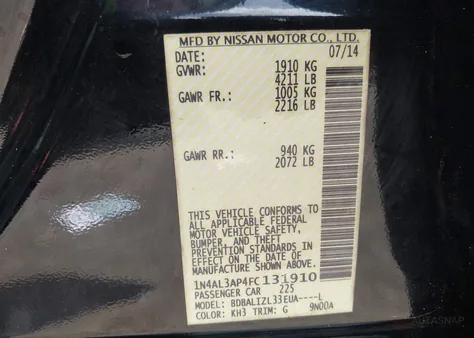 MFD BY NISSAN MOTOR CO., LTD.
DATE: 07/14
GVWR: 1910 KG
4211 LB
GAWR FR.: 1005 KG
2216 LB
GAWR RR.: 940 KG
2072 LB
THIS VEHICLE CONFORMS TO
ALL APPLICABLE FEDERAL
MOTOR VEHICLE SAFETY,
BUMPER, AND THEFT
PREVENTION STANDARDS IN
EFFECT ON THE DATE OF
MANUFACTURE SHOWN ABOVE.
1N4AL3AP4FC131910
PASSENGER CAR 225
MODEL: BDBALIZL33EUA----L
COLOR: KH3 TRIM: G 9N00A
AUTASNAP